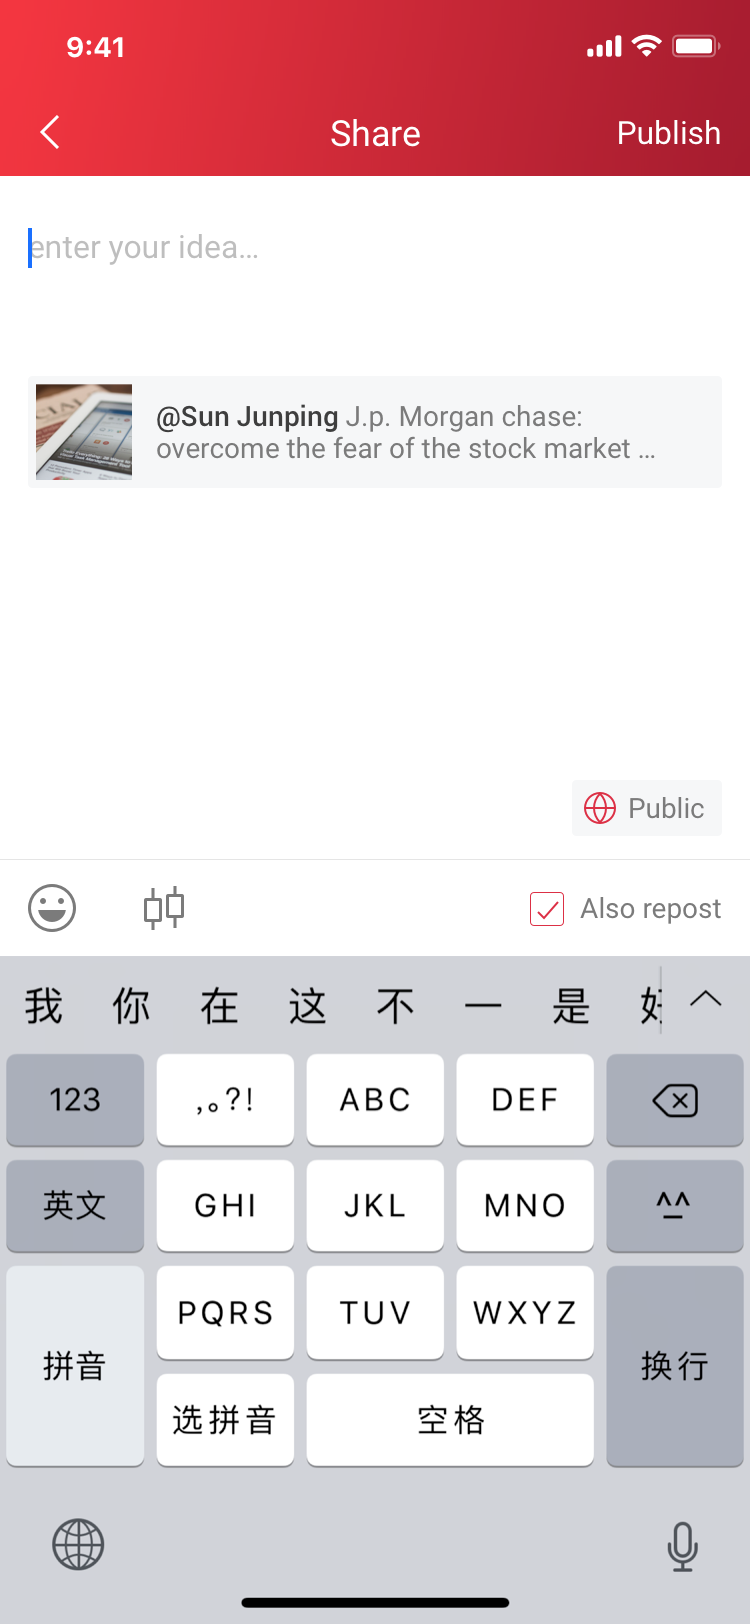 9:41
Share
Publish
enter your idea...
@Sun Junping J.p. Morgan chase:
overcome the fear of the stock market ...
Public
Also repost
我 你 在 这 不 一 是 好
123
,。?!
ABC
DEF
英文
GHI
JKL
MNO
^^
拼音
PQRS
TUV
WXYZ
换行
选拼音
空格